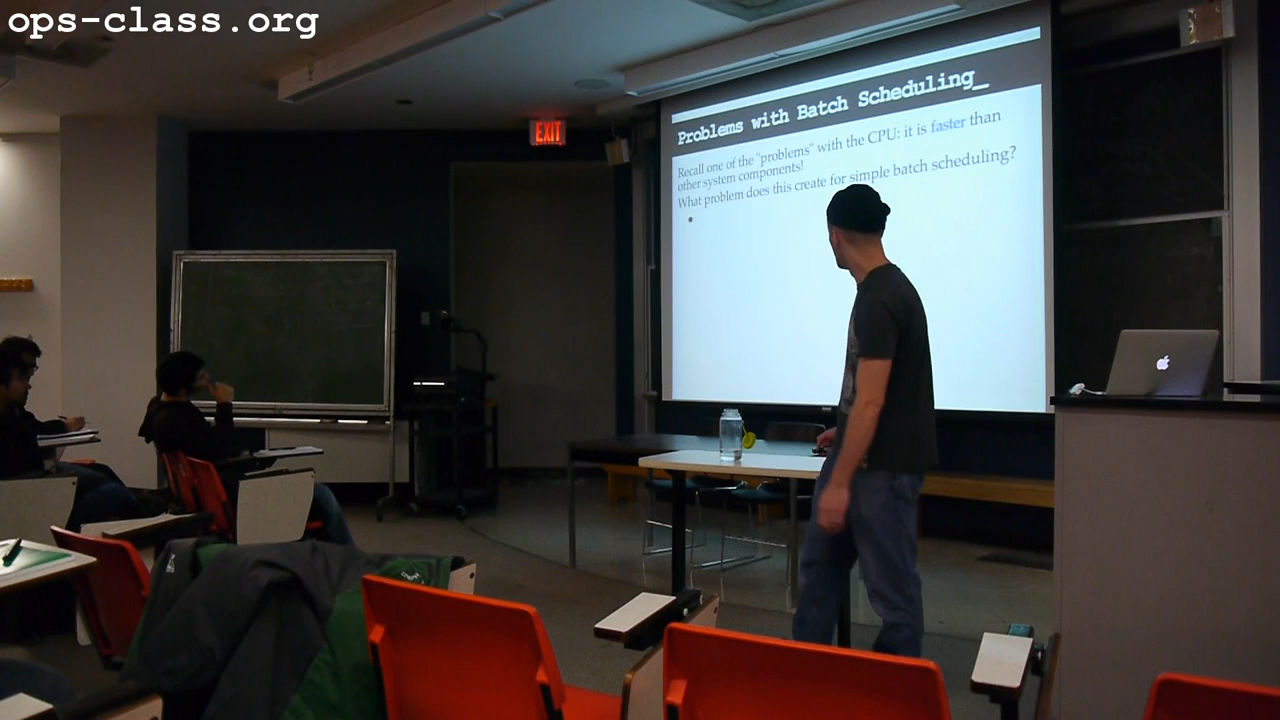 ops-class.org
EXIT
Problems with Batch Scheduling_
Recall one of the "problems" with the CPU: it is faster than
other system components!
What problem does this create for simple batch scheduling?